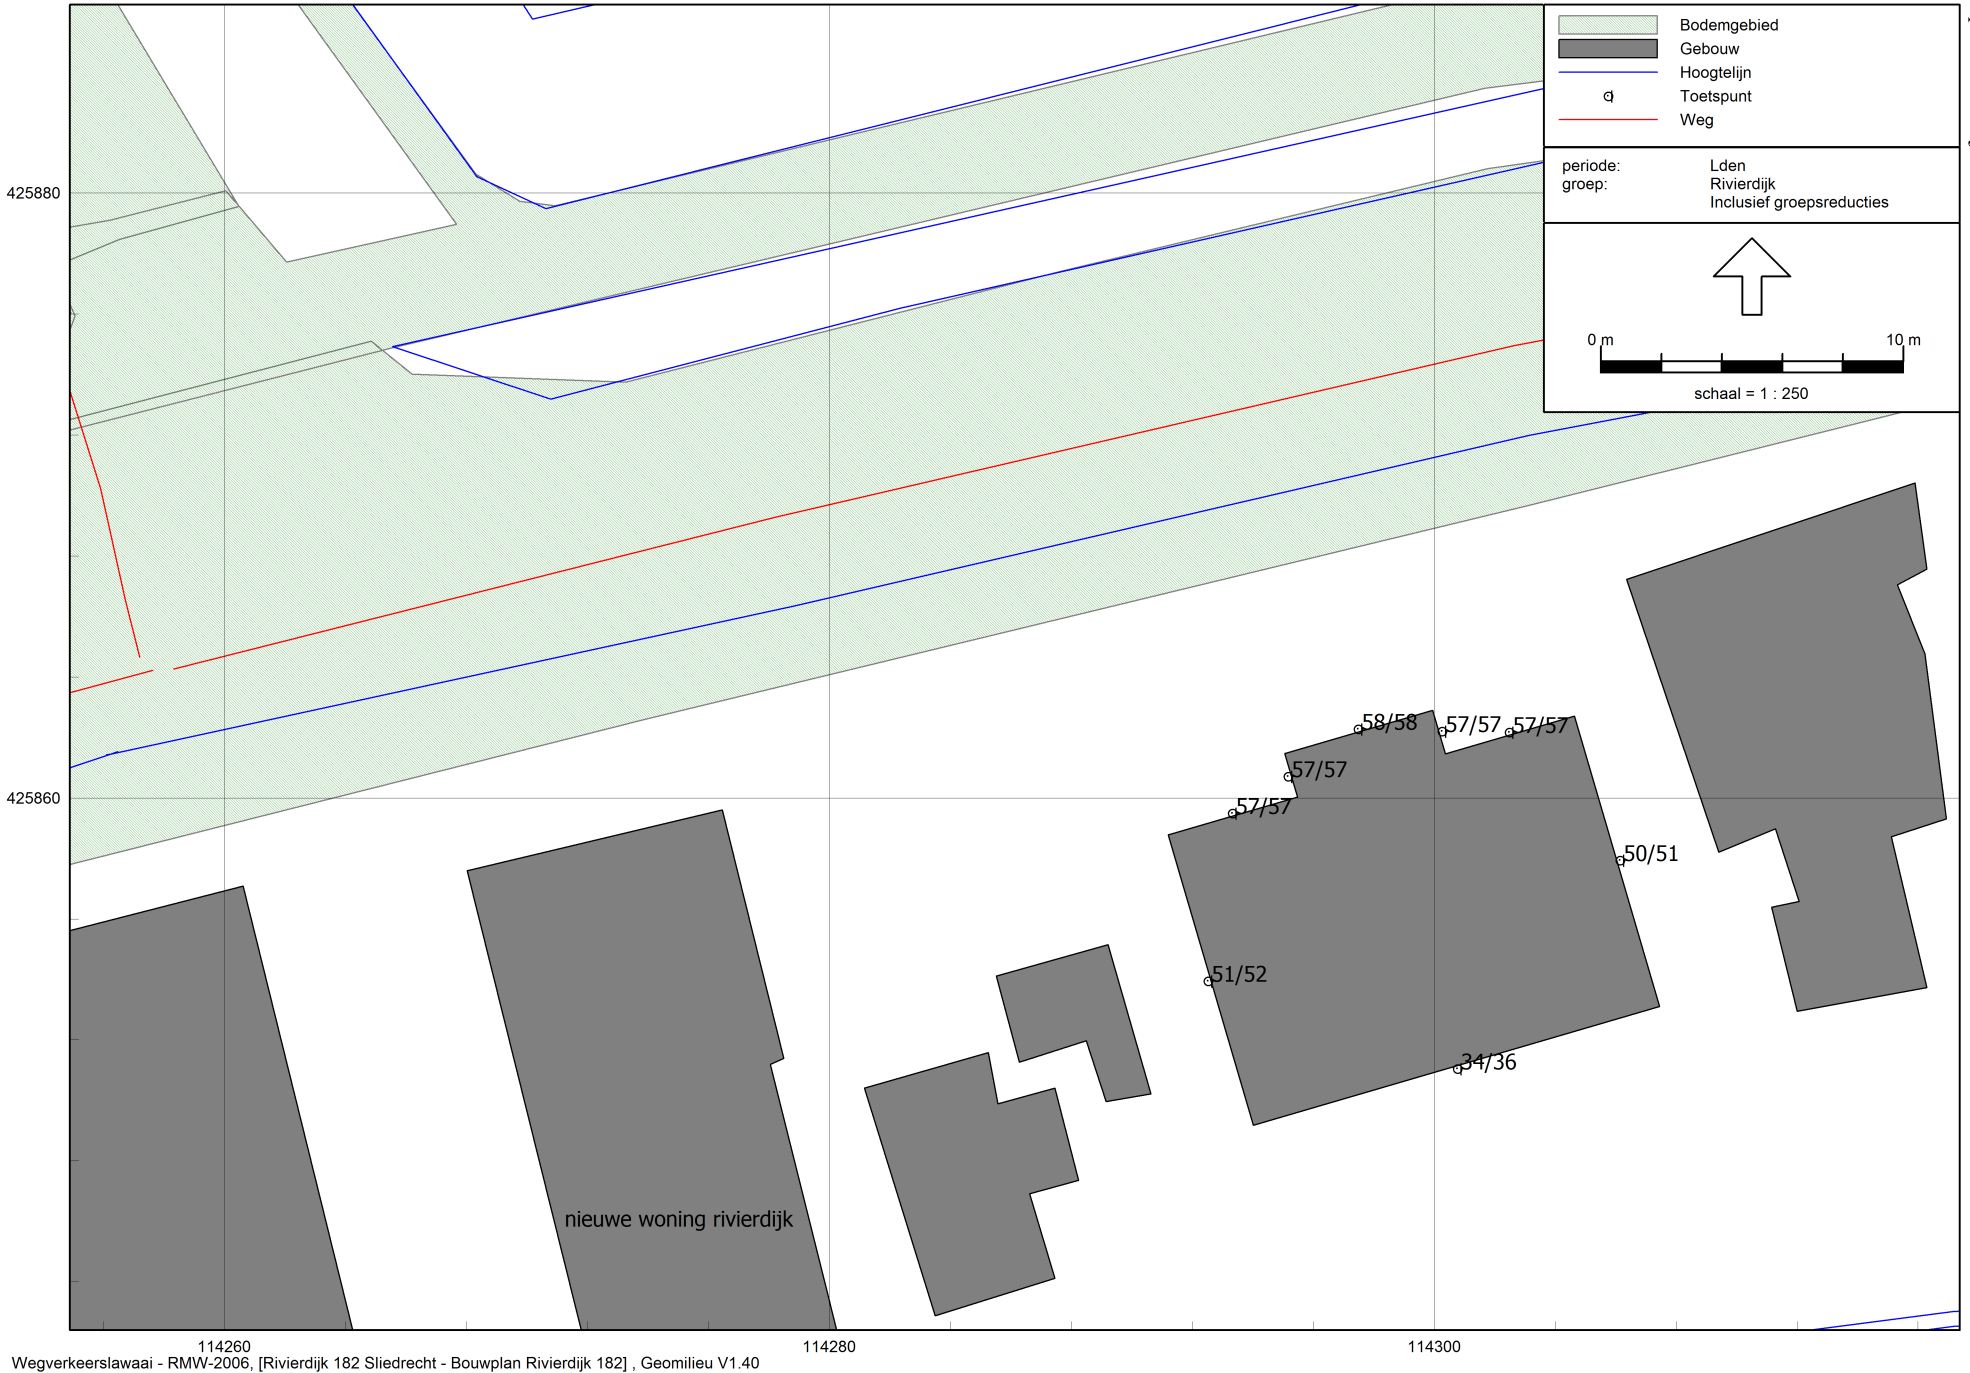 Bodemgebied
Gebouw
Hoogtelijn
Toetspunt
Weg
periode: Lden
groep: Rivierdijk
Inclusief groepsreducties
0 m 10 m
schaal = 1 : 250
425880
425860
58/58
57/57
57/57
57/57
57/57
50/51
51/52
34/36
nieuwe woning rivierdijk
114260 114280 114300
Wegverkeerslawaai - RMW-2006, [Rivierdijk 182 Sliedrecht - Bouwplan Rivierdijk 182] , Geomilieu V1.40